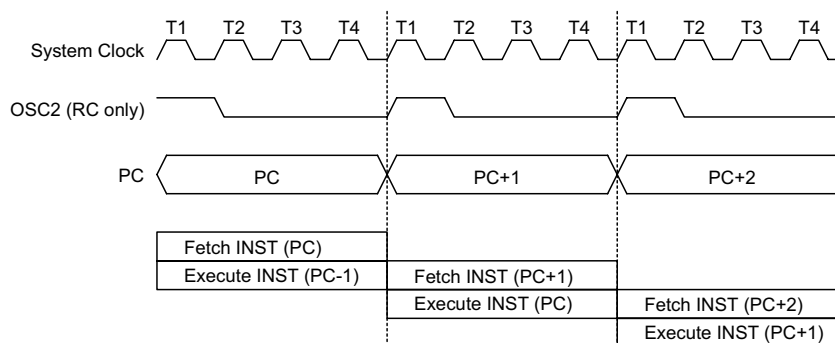 T1 T2 T3 T4 T1 T2 T3 T4 T1 T2 T3 T4
System Clock
OSC2 (RC only)
PC PC PC+1 PC+2
Fetch INST (PC)
Execute INST (PC-1) Fetch INST (PC+1)
Execute INST (PC) Fetch INST (PC+2)
Execute INST (PC+1)